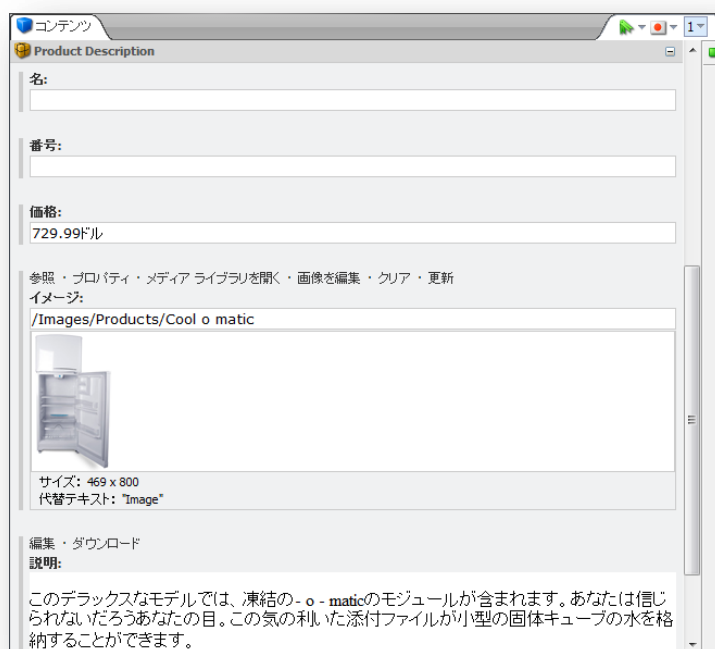 コンテンツ
1
Product Description
名:
番号:
価格:
729.99ドル
参照 ・ プロパティ ・ メディア ライブラリを開く ・ 画像を編集 ・ クリア ・ 更新
イメージ:
/Images/Products/Cool o matic
サイズ: 469 x 800
代替テキスト: "Image"
編集 ・ ダウンロード
説明:
このデラックスなモデルでは、凍結の- o - maticのモジュールが含まれます。あなたは信じ
られないだろうあなたの目。この気の利いた添付ファイルが小型の固体キューブの水を格
納することができます。